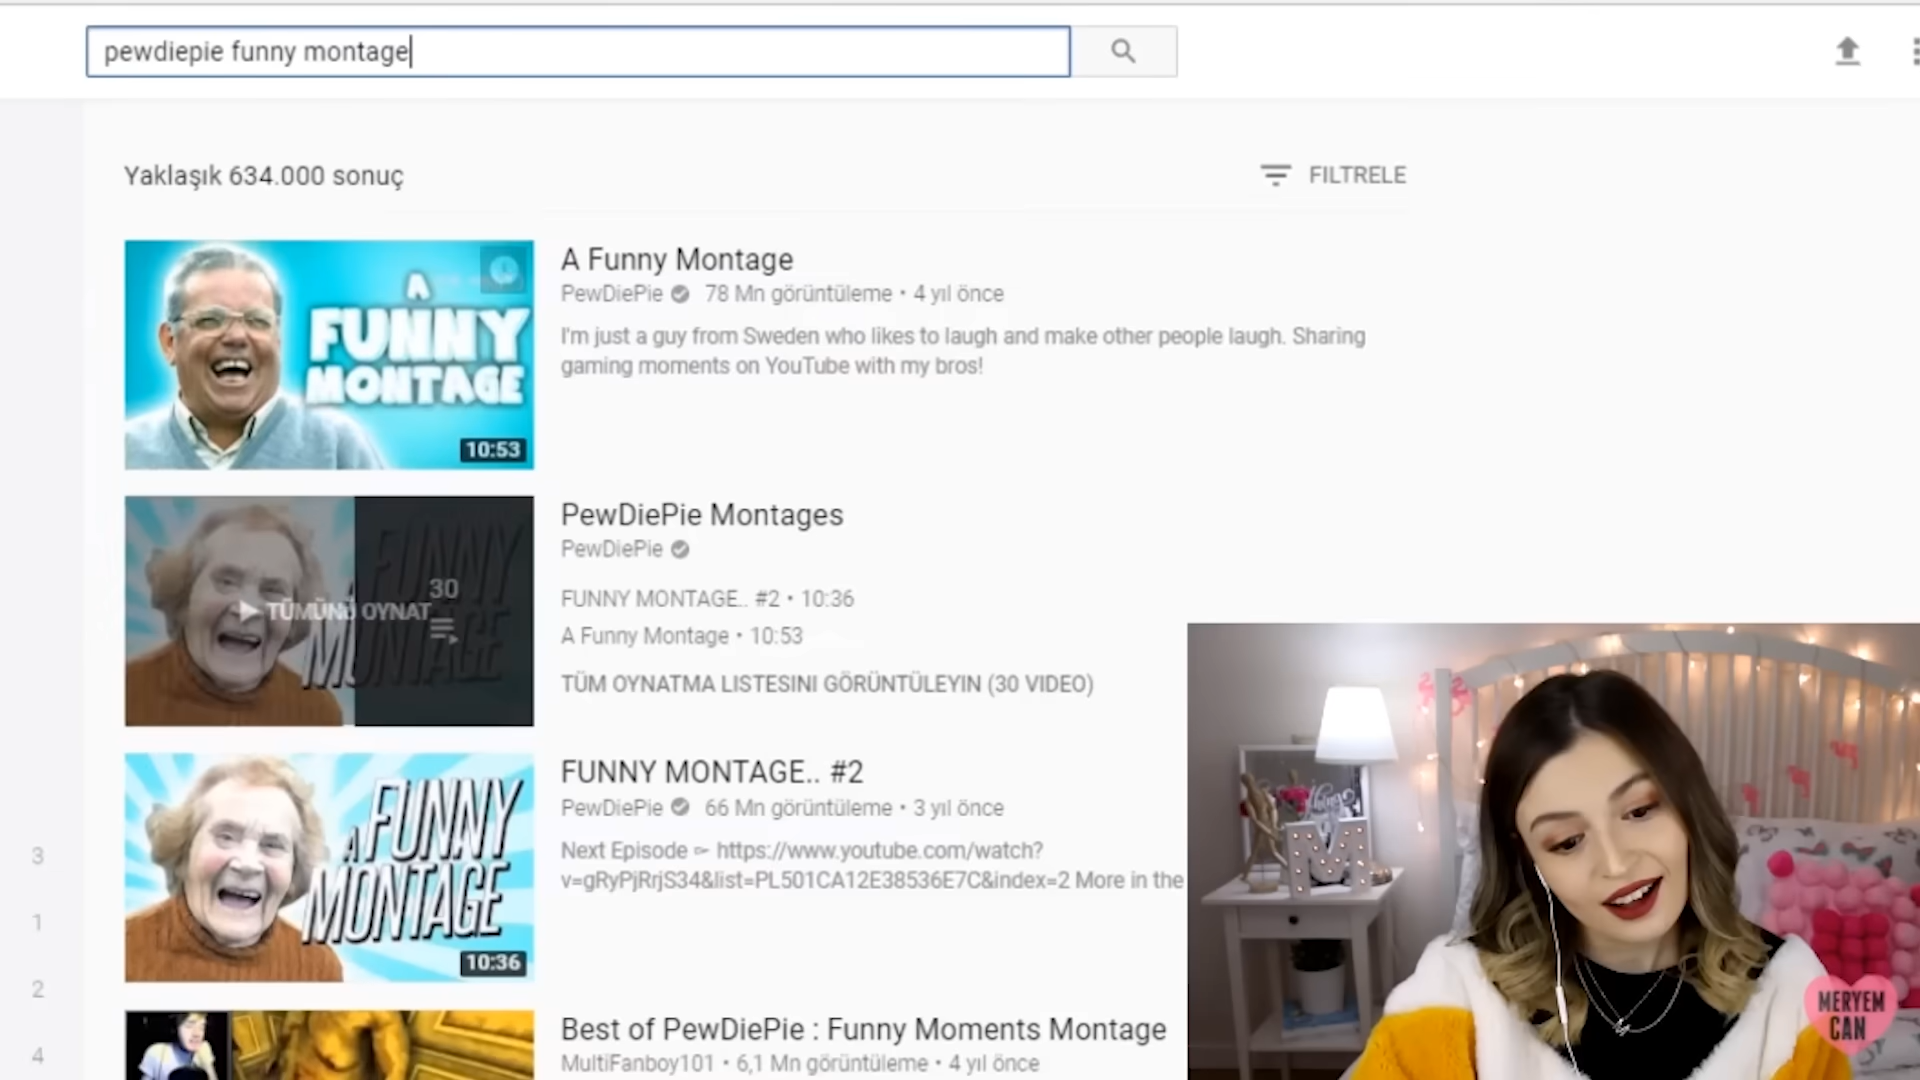 pewdiepie funny montage
Yaklaşık 634.000 sonuç
FILTRELE
A
FUNNY
MONTAGE
10:53
A Funny Montage
PewDiePie 78 Mn görüntüleme • 4 yıl önce
I'm just a guy from Sweden who likes to laugh and make other people laugh. Sharing
gaming moments on YouTube with my bros!
FUNNY
MONTAGE
30
TÜMÜNÜ OYNAT
PewDiePie Montages
PewDiePie
FUNNY MONTAGE.. #2 • 10:36
A Funny Montage • 10:53
TÜM OYNATMA LISTESINI GÖRÜNTÜLEYIN (30 VIDEO)
A FUNNY
MONTAGE
10:36
FUNNY MONTAGE.. #2
PewDiePie 66 Mn görüntüleme • 3 yıl önce
Next Episode ➛ https://www.youtube.com/watch?
v=gRyPjRrjS34&list=PL501CA12E38536E7C&index=2 More in the
Best of PewDiePie : Funny Moments Montage
MultiFanboy101 • 6,1 Mn görüntüleme • 4 yıl önce
3
1
2
4
M
MERYEM
CAN